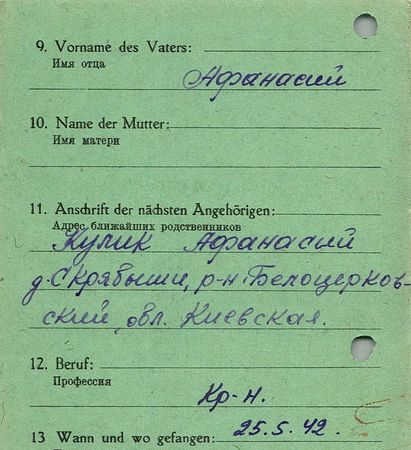 9. Vorname des Vaters:
Имя отца
Афанасий
10. Name der Mutter:
Имя матери
11. Anschrift der nächsten Angehörigen:
Адрес ближайших родственников
Кулик Афанасий
д. Скрябыши, р-н Белоцерков-
ский, обл. Киевская.
12. Beruf:
Профессия
Кр-н.
13 Wann und wo gefangen: 25.5.42.